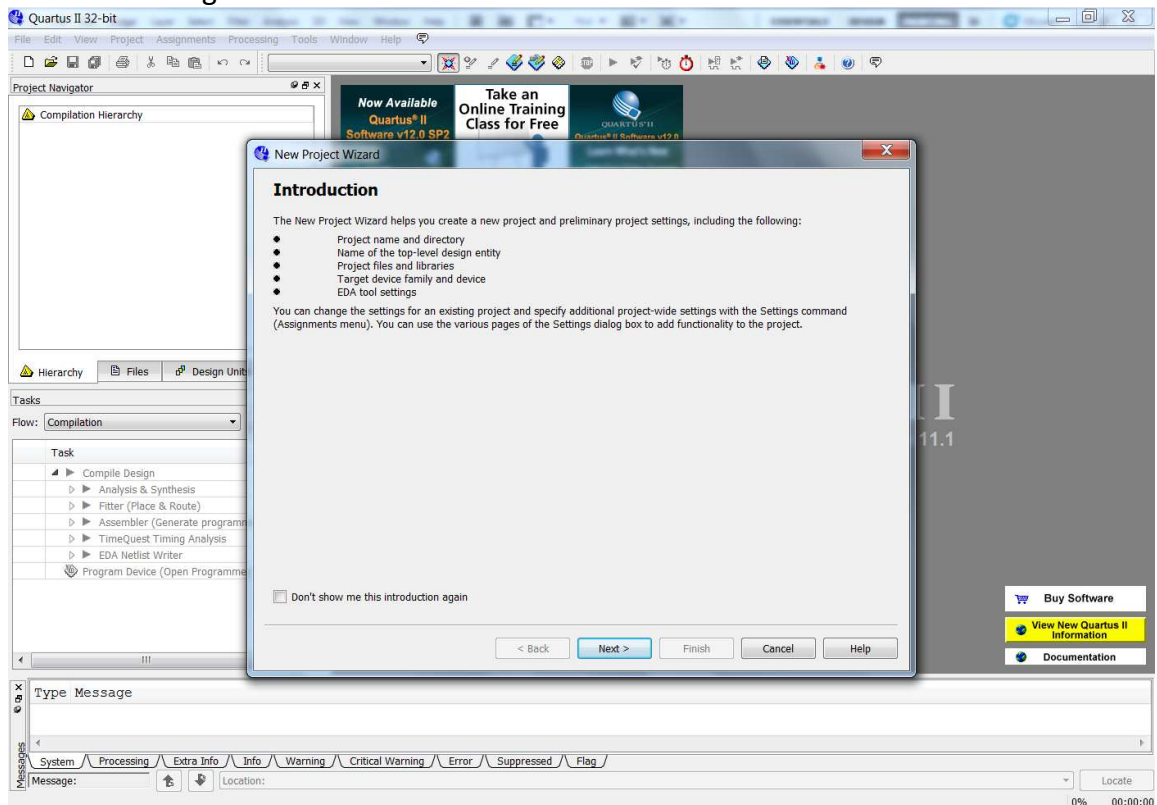 Quartus II 32-bit
File Edit View Project Assignments Processing Tools Window Help
Project Navigator
Compilation Hierarchy
Now Available
Quartus® II
Software v12.0 SP2
Take an
Online Training
Class for Free
QUARTUS® II
Quartus® II Software v12.0
New Project Wizard
Introduction
The New Project Wizard helps you create a new project and preliminary project settings, including the following:
Project name and directory
Name of the top-level design entity
Project files and libraries
Target device family and device
EDA tool settings
You can change the settings for an existing project and specify additional project-wide settings with the Settings command
(Assignments menu). You can use the various pages of the Settings dialog box to add functionality to the project.
Don't show me this introduction again
< Back Next > Finish Cancel Help
Hierarchy Files Design Units
Tasks
Flow: Compilation
Task
Compile Design
Analysis & Synthesis
Fitter (Place & Route)
Assembler (Generate programm
TimeQuest Timing Analysis
EDA Netlist Writer
Program Device (Open Programme
II
11.1
Buy Software
View New Quartus II
Information
Documentation
Type Message
Messages
System Processing Extra Info Info Warning Critical Warning Error Suppressed Flag
Message: Location: Locate
0% 00:00:00